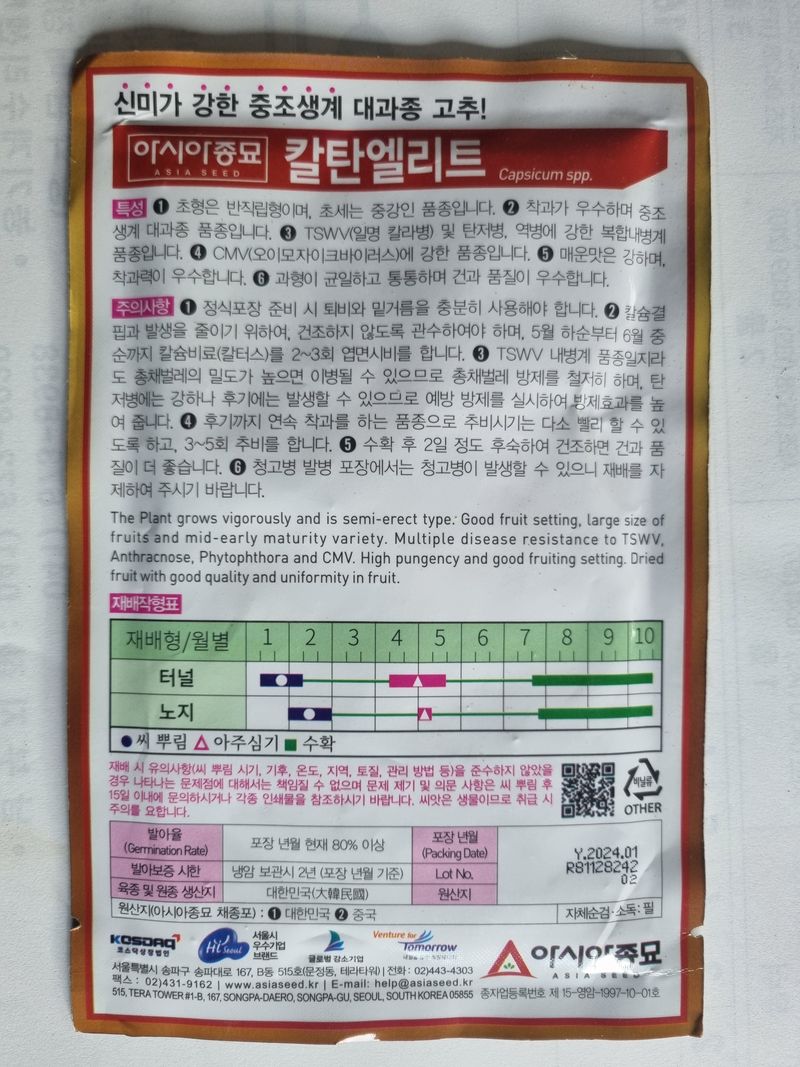 신미가 강한 중조생계 대과종 고추!
아시아종묘 칼탄엘리트 Capsicum spp.
ASIA SEED
특성 ❶ 초형은 반직립형이며, 초세는 중강인 품종입니다. ❷ 착과가 우수하며 중조
생계 대과종 품종입니다. ❸ TSWV(일명 칼라병) 및 탄저병, 역병에 강한 복합내병계
품종입니다. ❹ CMV(오이모자이크바이러스)에 강한 품종입니다. ❺ 매운맛은 강하며,
착과력이 우수합니다. ❻ 과형이 균일하고 통통하며 건과 품질이 우수합니다.
주의사항 ❶ 정식포장 준비 시 퇴비와 밑거름을 충분히 사용해야 합니다. ❷ 칼슘결
핍과 발생을 줄이기 위하여, 건조하지 않도록 관수하여야 하며, 5월 하순부터 6월 중
순까지 칼슘비료(칼터스)를 2~3회 엽면시비를 합니다. ❸ TSWV 내병계 품종일지라
도 총채벌레의 밀도가 높으면 이병될 수 있으므로 총채벌레 방제를 철저히 하며, 탄
저병에는 강하나 후기에는 발생할 수 있으므로 예방 방제를 실시하여 방제효과를 높
여 줍니다. ❹ 후기까지 연속 착과를 하는 품종으로 추비시기는 다소 빨리 할 수 있
도록 하고, 3~5회 추비를 합니다. ❺ 수확 후 2일 정도 후숙하여 건조하면 건과 품
질이 더 좋습니다. ❻ 청고병 발병 포장에서는 청고병이 발생할 수 있으니 재배를 자
제하여 주시기 바랍니다.
The Plant grows vigorously and is semi-erect type. Good fruit setting, large size of
fruits and mid-early maturity variety. Multiple disease resistance to TSWV,
Anthracnose, Phytophthora and CMV. High pungency and good fruiting setting. Dried
fruit with good quality and uniformity in fruit.
재배작형표
재배형/월별 1 2 3 4 5 6 7 8 9 10
터널
노지
● 씨 뿌림 △ 아주심기 ■ 수확
재배 시 유의사항(씨 뿌림 시기, 기후, 온도, 지역, 토질, 관리 방법 등)을 준수하지 않았을
경우 나타나는 문제점에 대해서는 책임질 수 없으며 문제 제기 및 의문 사항은 씨 뿌림 후
15일 이내에 문의하시거나 각종 인쇄물을 참조하시기 바랍니다. 씨앗은 생물이므로 취급 시
주의를 요합니다.
비닐류
OTHER
발아율 (Germination Rate) 포장 년월 현재 80% 이상 포장 년월 (Packing Date) Y.2024.01
발아보증 시한 냉암 보관시 2년 (포장 년월 기준) Lot No. R81128242
02
육종 및 원종 생산지 대한민국(大韓民國) 원산지
원산지(아시아종묘 채종포) : ❶ 대한민국 ❷ 중국 자체순검·소독: 필
KOSDAQ
코스닥상장법인
Hi Seoul
서울시
우수기업
브랜드
글로벌 강소기업
Venture for
Tomorrow
아시아종묘
ASIA SEED
서울특별시 송파구 송파대로 167, B동 515호(문정동, 테라타워) | 전화 : 02)443-4303
팩스 : 02)431-9162 | www.asiaseed.kr | E-mail: help@asiaseed.kr
515, TERA TOWER #1-B, 167, SONGPA-DAERO, SONGPA-GU, SEOUL, SOUTH KOREA 05855 종자업등록번호 제 15-영암-1997-10-01호